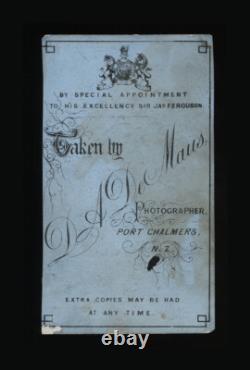 BY SPECIAL APPOINTMENT
TO HIS EXCELLENCY SIR JAS FERGUSON
Taken by
D A De Maus.
PHOTOGRAPHER,
PORT CHALMERS,
N.Z.
EXTRA COPIES MAY BE HAD
AT ANY TIME.